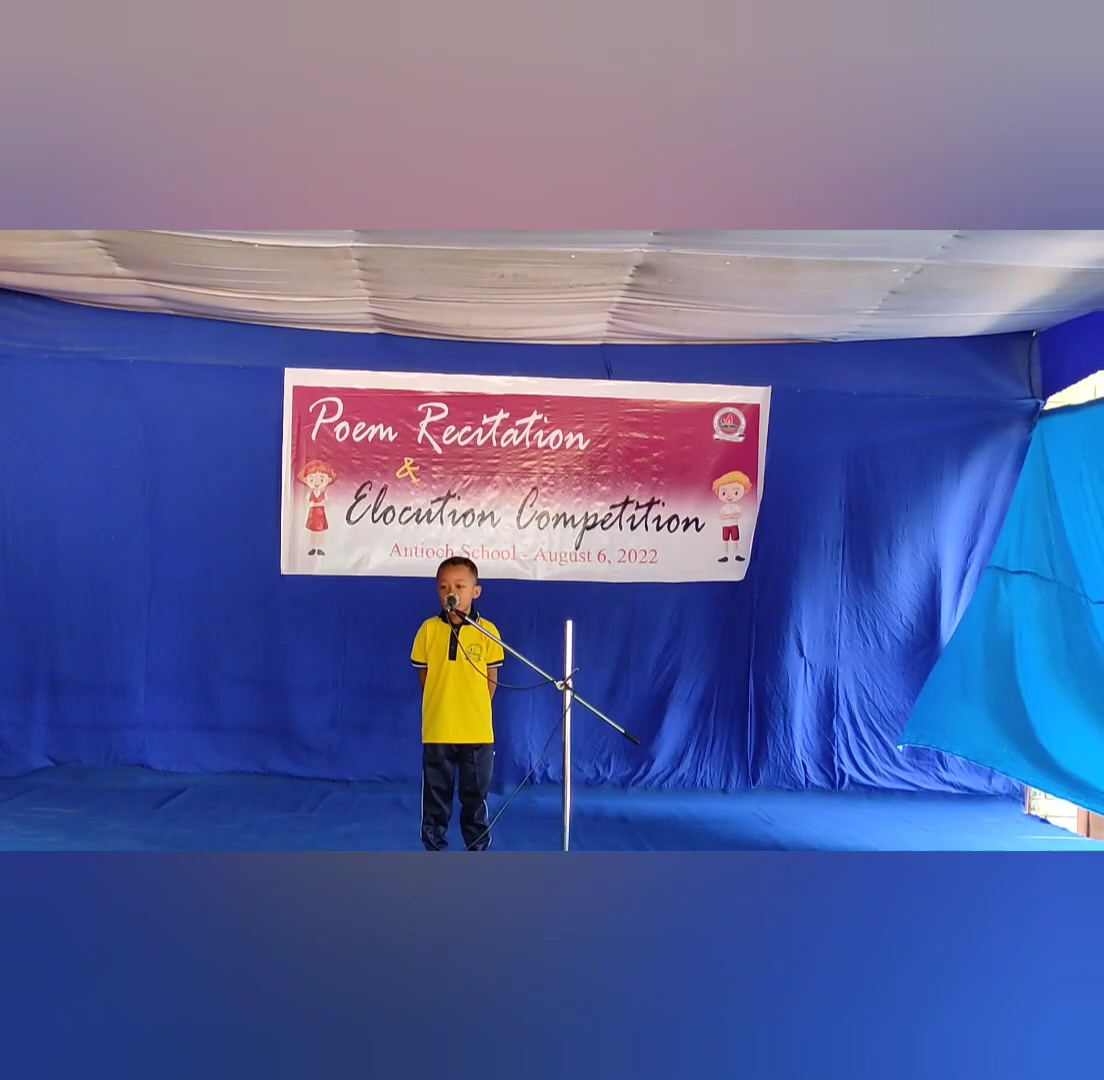 Poem Recitation
&
Elocution Competition
Antioch School - August 6, 2022